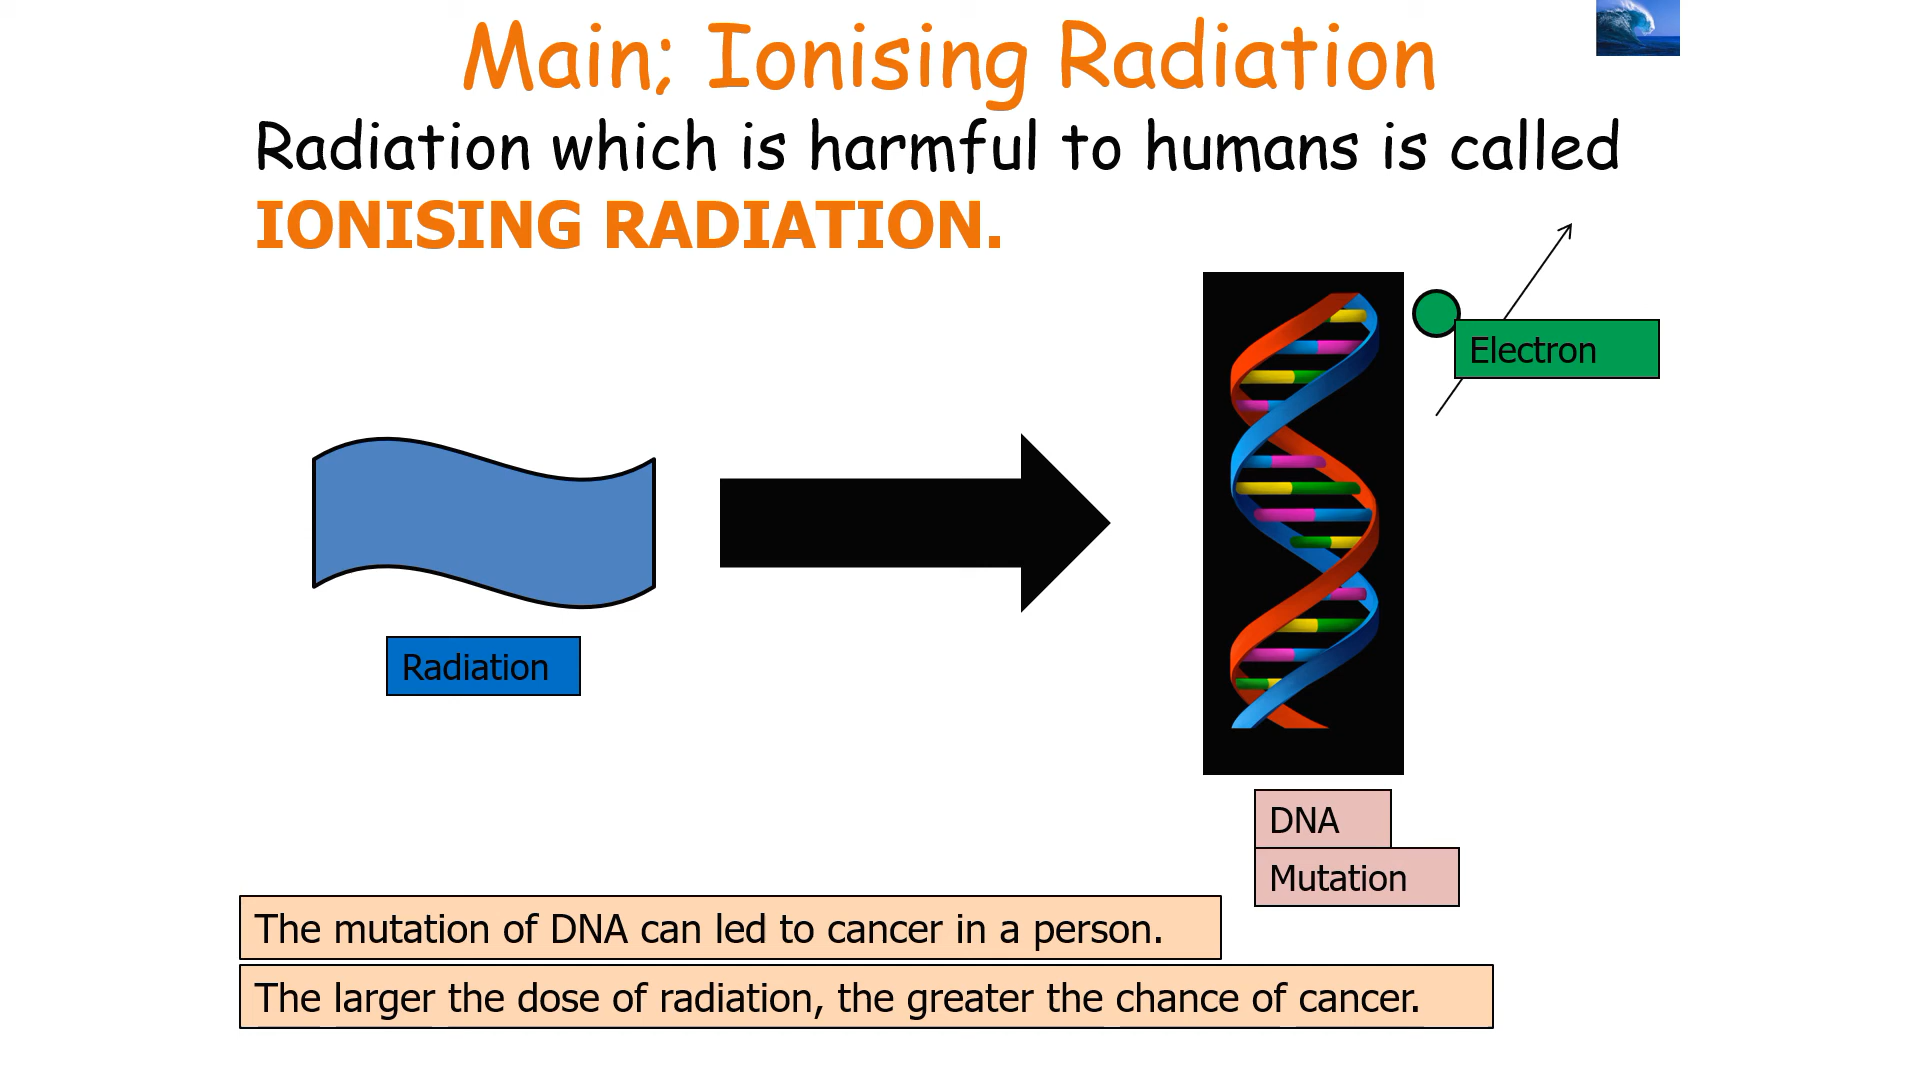 Main; Ionising Radiation
Radiation which is harmful to humans is called
IONISING RADIATION.
Electron
Radiation
DNA
Mutation
The mutation of DNA can led to cancer in a person.
The larger the dose of radiation, the greater the chance of cancer.